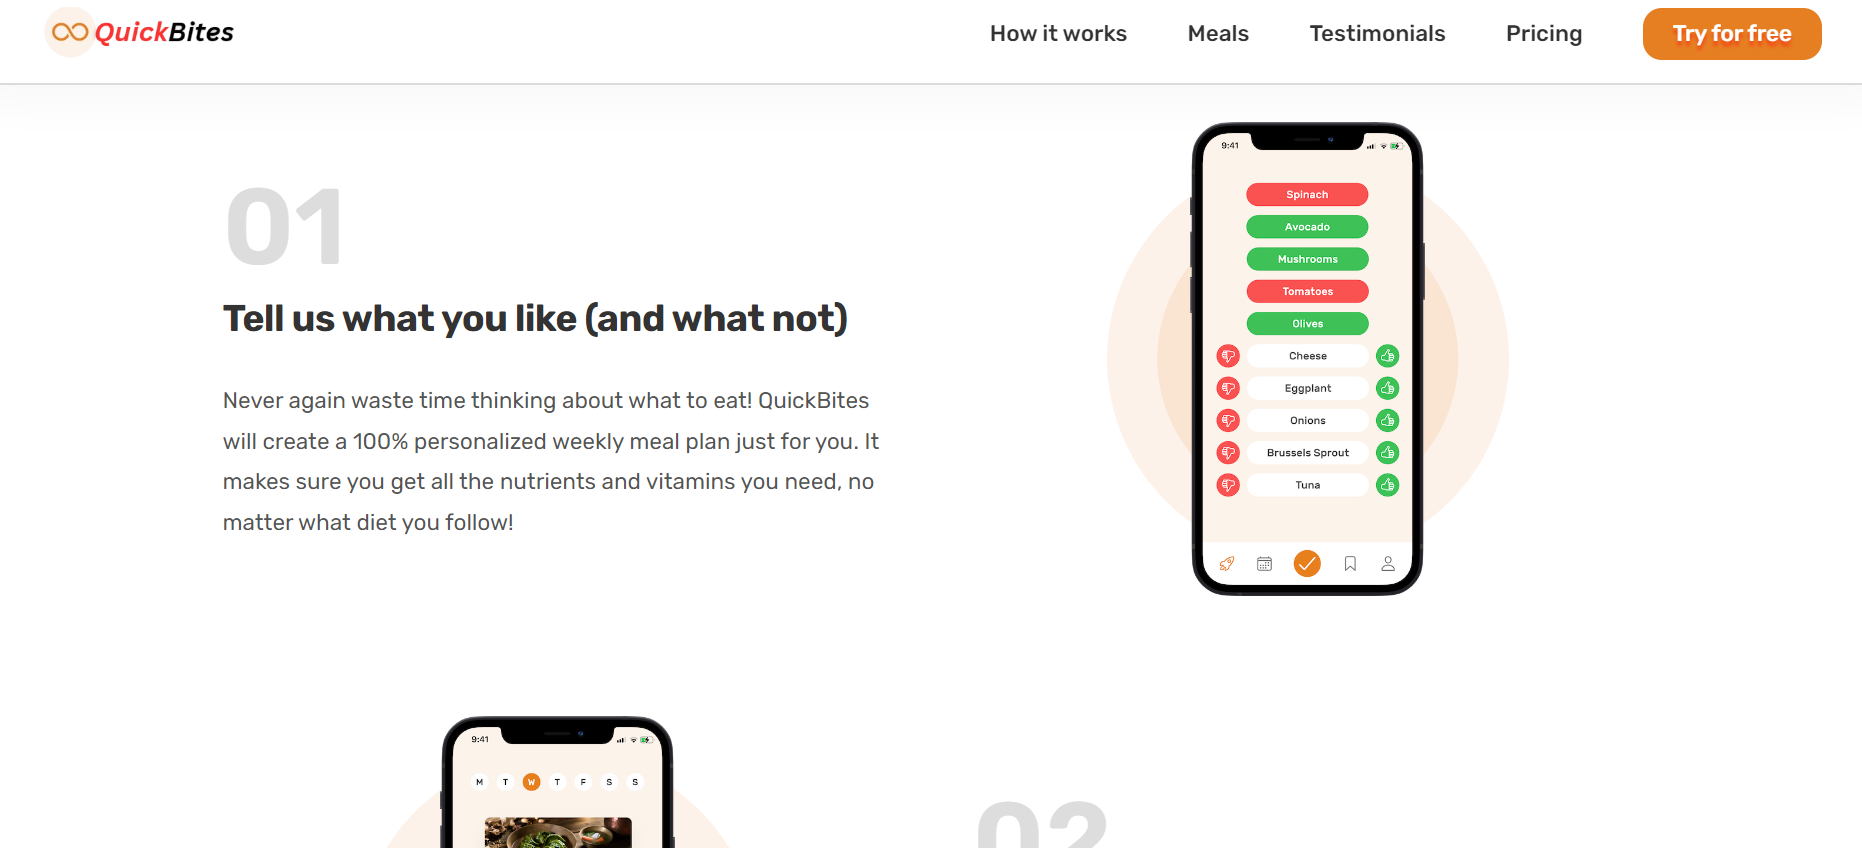 QuickBites
How it works
Meals
Testimonials
Pricing
Try for free
01
Tell us what you like (and what not)
Never again waste time thinking about what to eat! QuickBites
will create a 100% personalized weekly meal plan just for you. It
makes sure you get all the nutrients and vitamins you need, no
matter what diet you follow!
9:41
Spinach
Avocado
Mushrooms
Tomatoes
Olives
Cheese
Eggplant
Onions
Brussels Sprout
Tuna
9:41
M T W T F S S
02